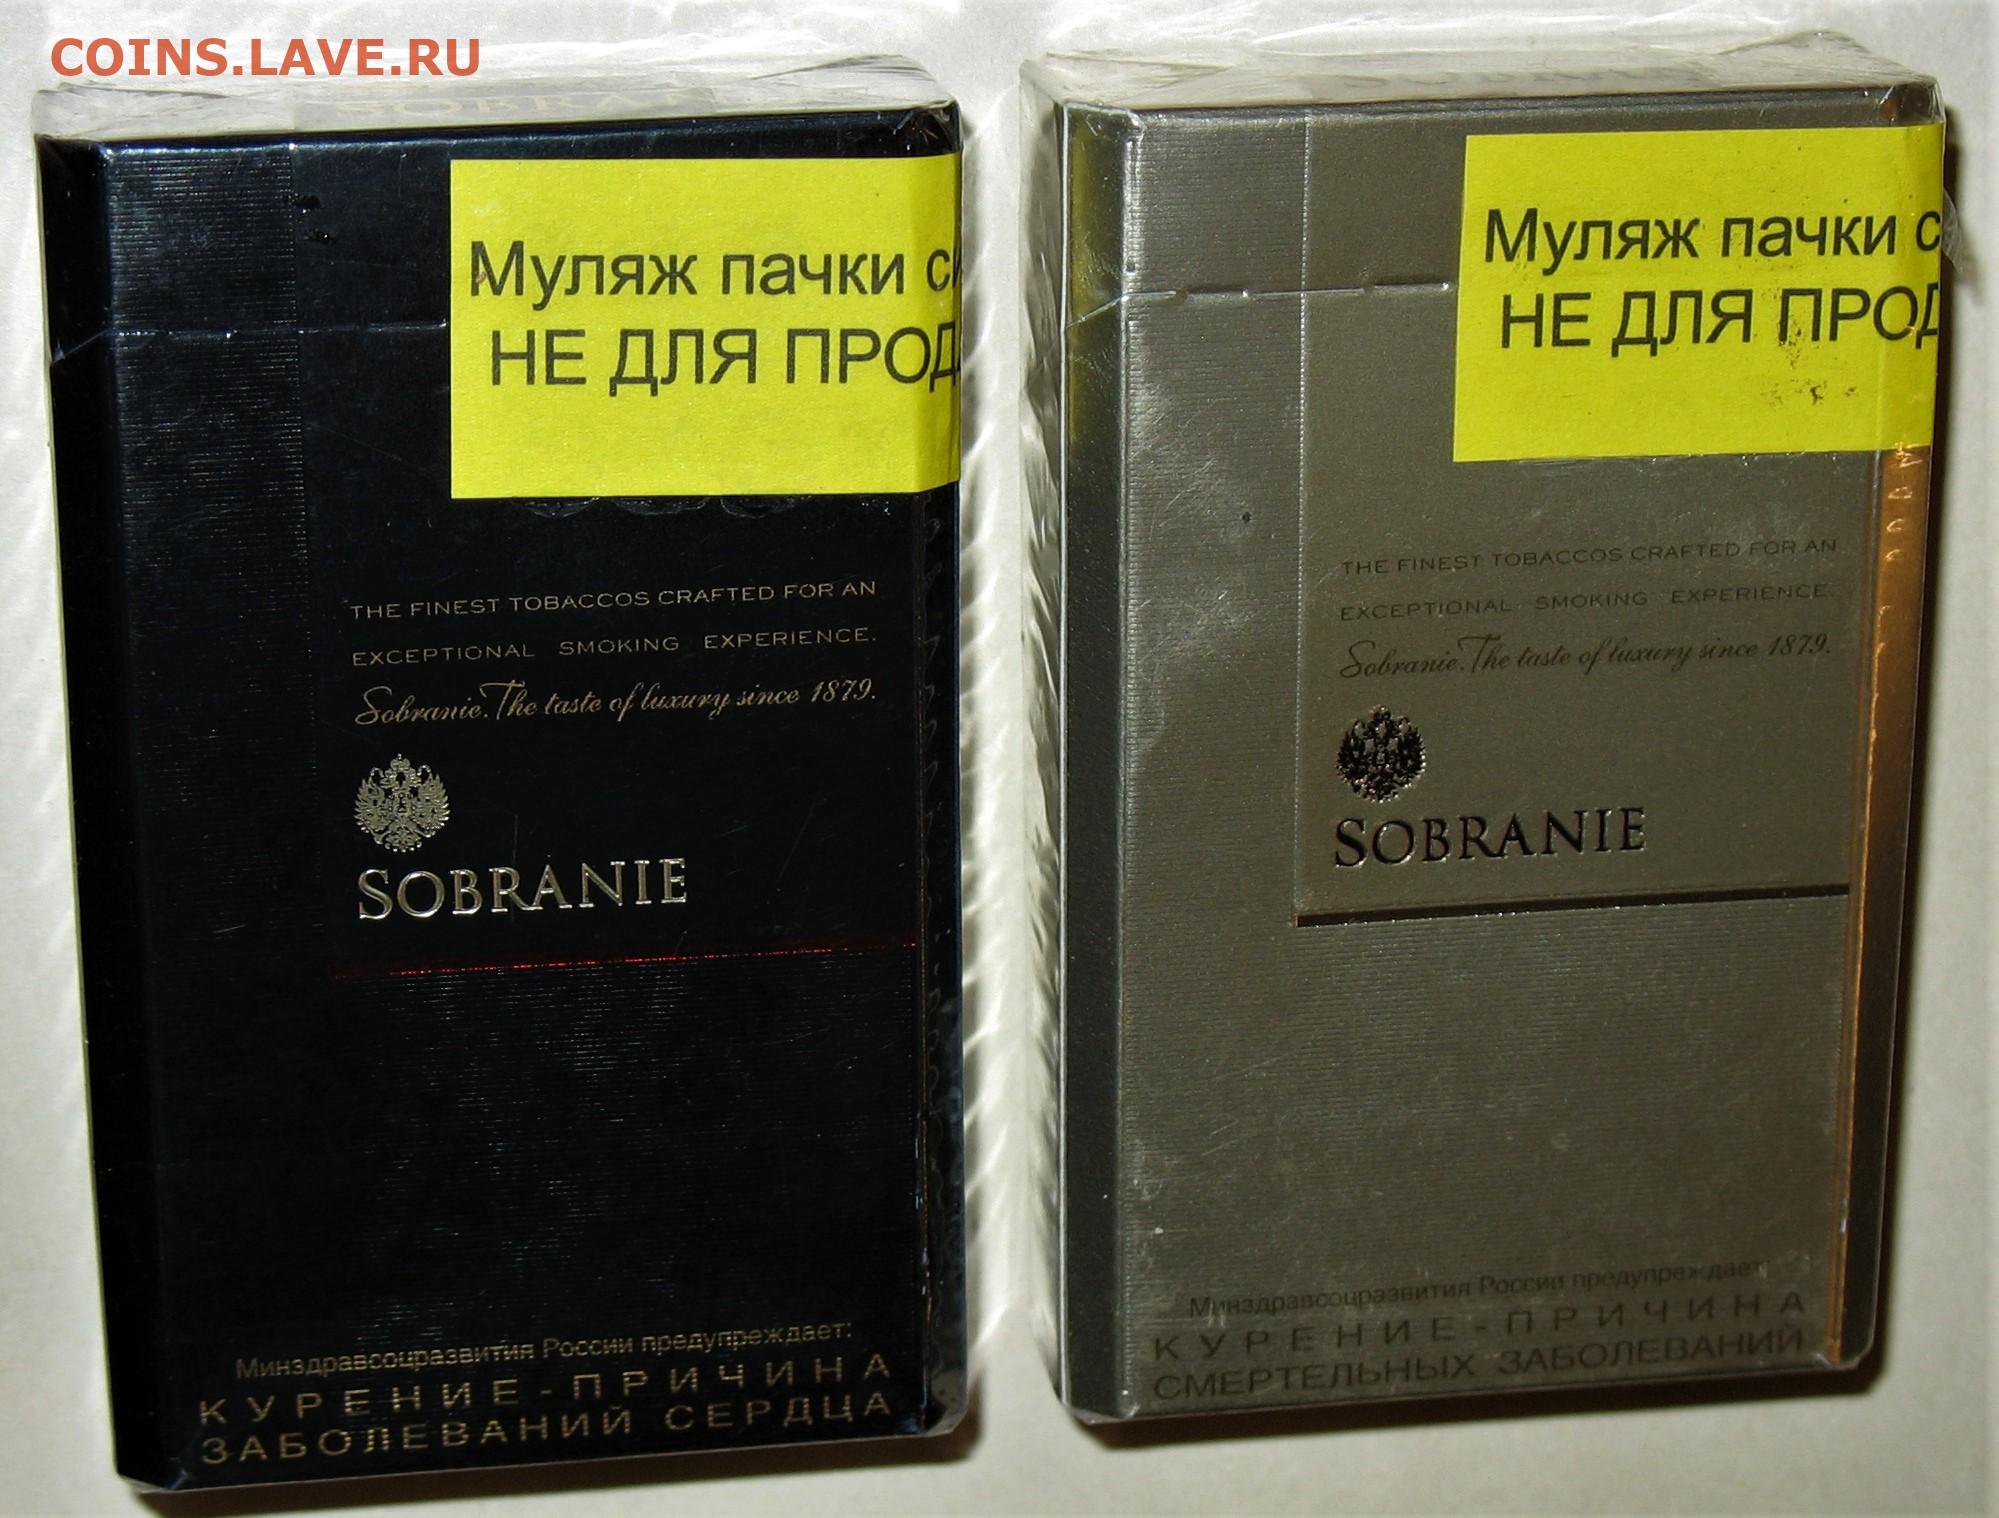 COINS.LAVE.RU
Муляж пачки
НЕ ДЛЯ
THE FINEST TOBACCOS CRAFTED FOR AN
EXCEPTIONAL SMOKING EXPERIENCE.
Sobranie. The taste of luxury since 1879.
SOBRANIE
Минздравсоцразвития России предупреждает:
КУРЕНИЕ - ПРИЧИНА
ЗАБОЛЕВАНИЙ СЕРДЦА
Муляж пачки
НЕ ДЛЯ
THE FINEST TOBACCOS CRAFTED FOR AN
EXCEPTIONAL SMOKING EXPERIENCE.
Sobranie. The taste of luxury since 1879.
SOBRANIE
Минздравсоцразвития России предупреждает:
КУРЕНИЕ - ПРИЧИНА
СМЕРТЕЛЬНЫХ ЗАБОЛЕВАНИЙ